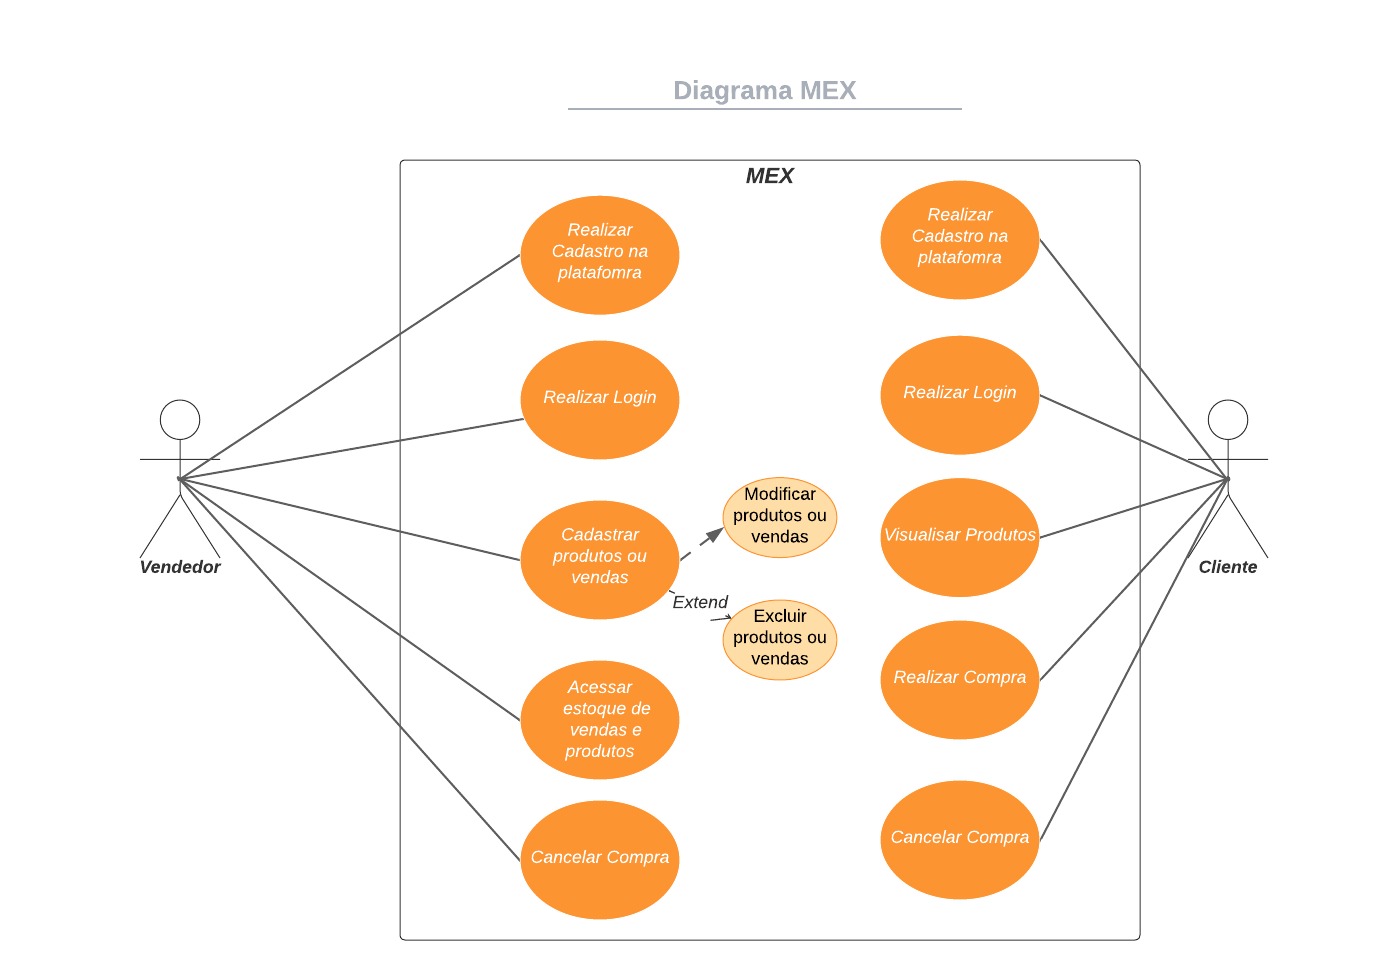 Diagrama MEX
MEX
Realizar
Cadastro na
platafomra
Realizar Login
Cadastrar
produtos ou
vendas
Acessar
estoque de
vendas e
produtos
Cancelar Compra
Modificar
produtos ou
vendas
Extend
Excluir
produtos ou
vendas
Realizar
Cadastro na
platafomra
Realizar Login
Visualisar Produtos
Realizar Compra
Cancelar Compra
Vendedor
Cliente